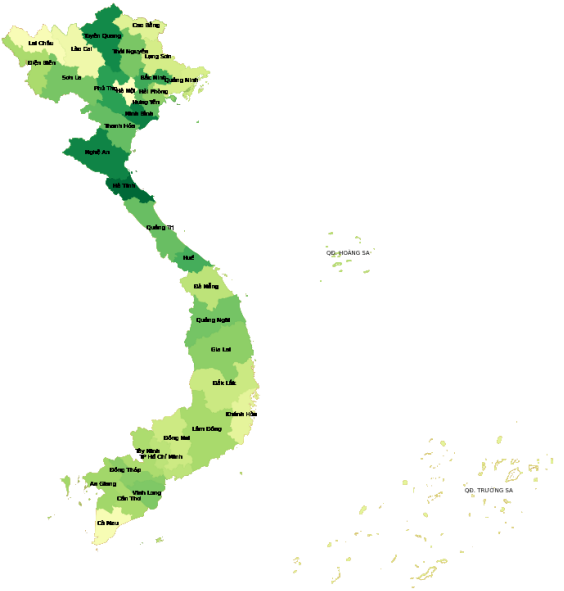 Cao Bằng
Tuyên Quang
Lai Châu
Lào Cai
Thái Nguyên
Lạng Sơn
Điện Biên
Sơn La
Bắc Ninh
Quảng Ninh
Phú Thọ
Hà Nội
Hải Phòng
Hưng Yên
Ninh Bình
Thanh Hóa
Nghệ An
Hà Tĩnh
Quảng Trị
QĐ. HOÀNG SA
Huế
Đà Nẵng
Quảng Ngãi
Gia Lai
Đắk Lắk
Khánh Hòa
Lâm Đồng
Đồng Nai
Tây Ninh
TP Hồ Chí Minh
Đồng Tháp
An Giang
Vĩnh Long
Cần Thơ
QĐ. TRƯỜNG SA
Cà Mau